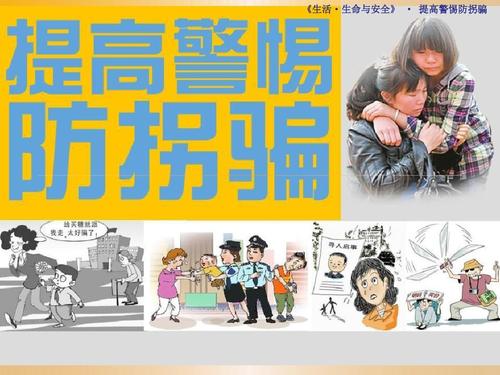 《生活·生命与安全》 · 提高警惕防拐骗
提高警惕
防拐骗
给买糖就跟
我走,太好骗了!
寻人启事